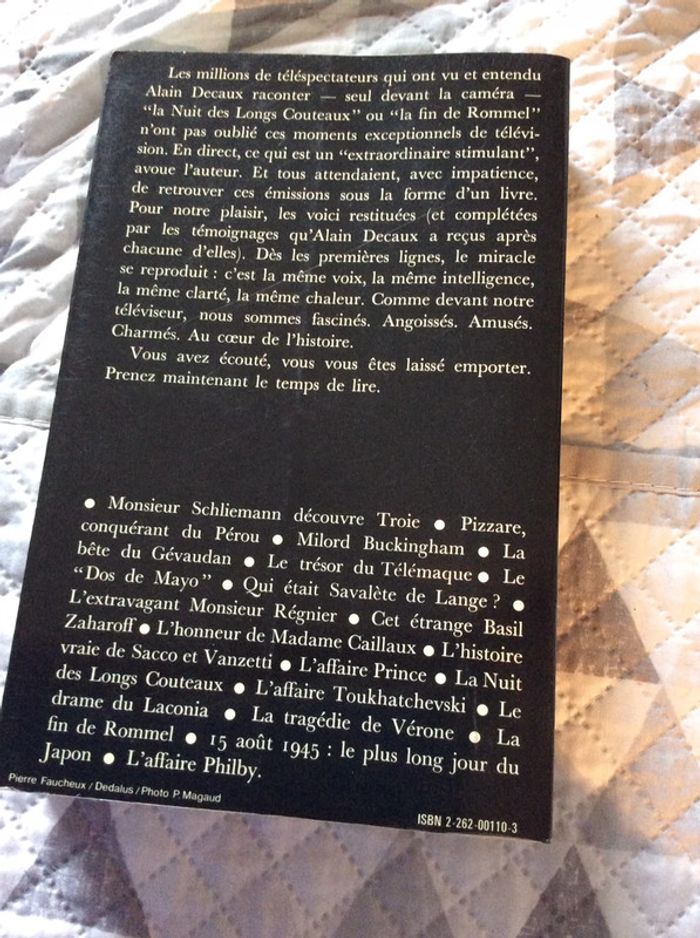 Les millions de téléspectateurs qui ont vu et entendu
Alain Decaux raconter — seul devant la caméra —
“la Nuit des Longs Couteaux” ou “la fin de Rommel”
n'ont pas oublié ces moments exceptionnels de télévi-
sion. En direct, ce qui est un “extraordinaire stimulant”,
avoue l'auteur. Et tous attendaient, avec impatience,
de retrouver ces émissions sous la forme d'un livre.
Pour notre plaisir, les voici restituées (et complétées
par les témoignages qu'Alain Decaux a reçus après
chacune d'elles). Dès les premières lignes, le miracle
se reproduit : c'est la même voix, la même intelligence,
la même clarté, la même chaleur. Comme devant notre
téléviseur, nous sommes fascinés. Angoissés. Amusés.
Charmés. Au cœur de l'histoire.
Vous avez écouté, vous vous êtes laissé emporter.
Prenez maintenant le temps de lire.
● Monsieur Schliemann découvre Troie ● Pizzare,
conquérant du Pérou ● Milord Buckingham ● La
bête du Gévaudan ● Le trésor du Télémaque ● Le
“Dos de Mayo” ● Qui était Savalète de Lange ? ●
L'extravagant Monsieur Régnier ● Cet étrange Basil
Zaharoff ● L'honneur de Madame Caillaux ● L'histoire
vraie de Sacco et Vanzetti ● L'affaire Prince ● La Nuit
des Longs Couteaux ● L'affaire Toukhatchevski ● Le
drame du Laconia ● La tragédie de Vérone ● La
fin de Rommel ● 15 août 1945 : le plus long jour du
Japon ● L'affaire Philby.
Pierre Faucheux / Dedalus / Photo P. Magaud
ISBN 2-262-00110-3